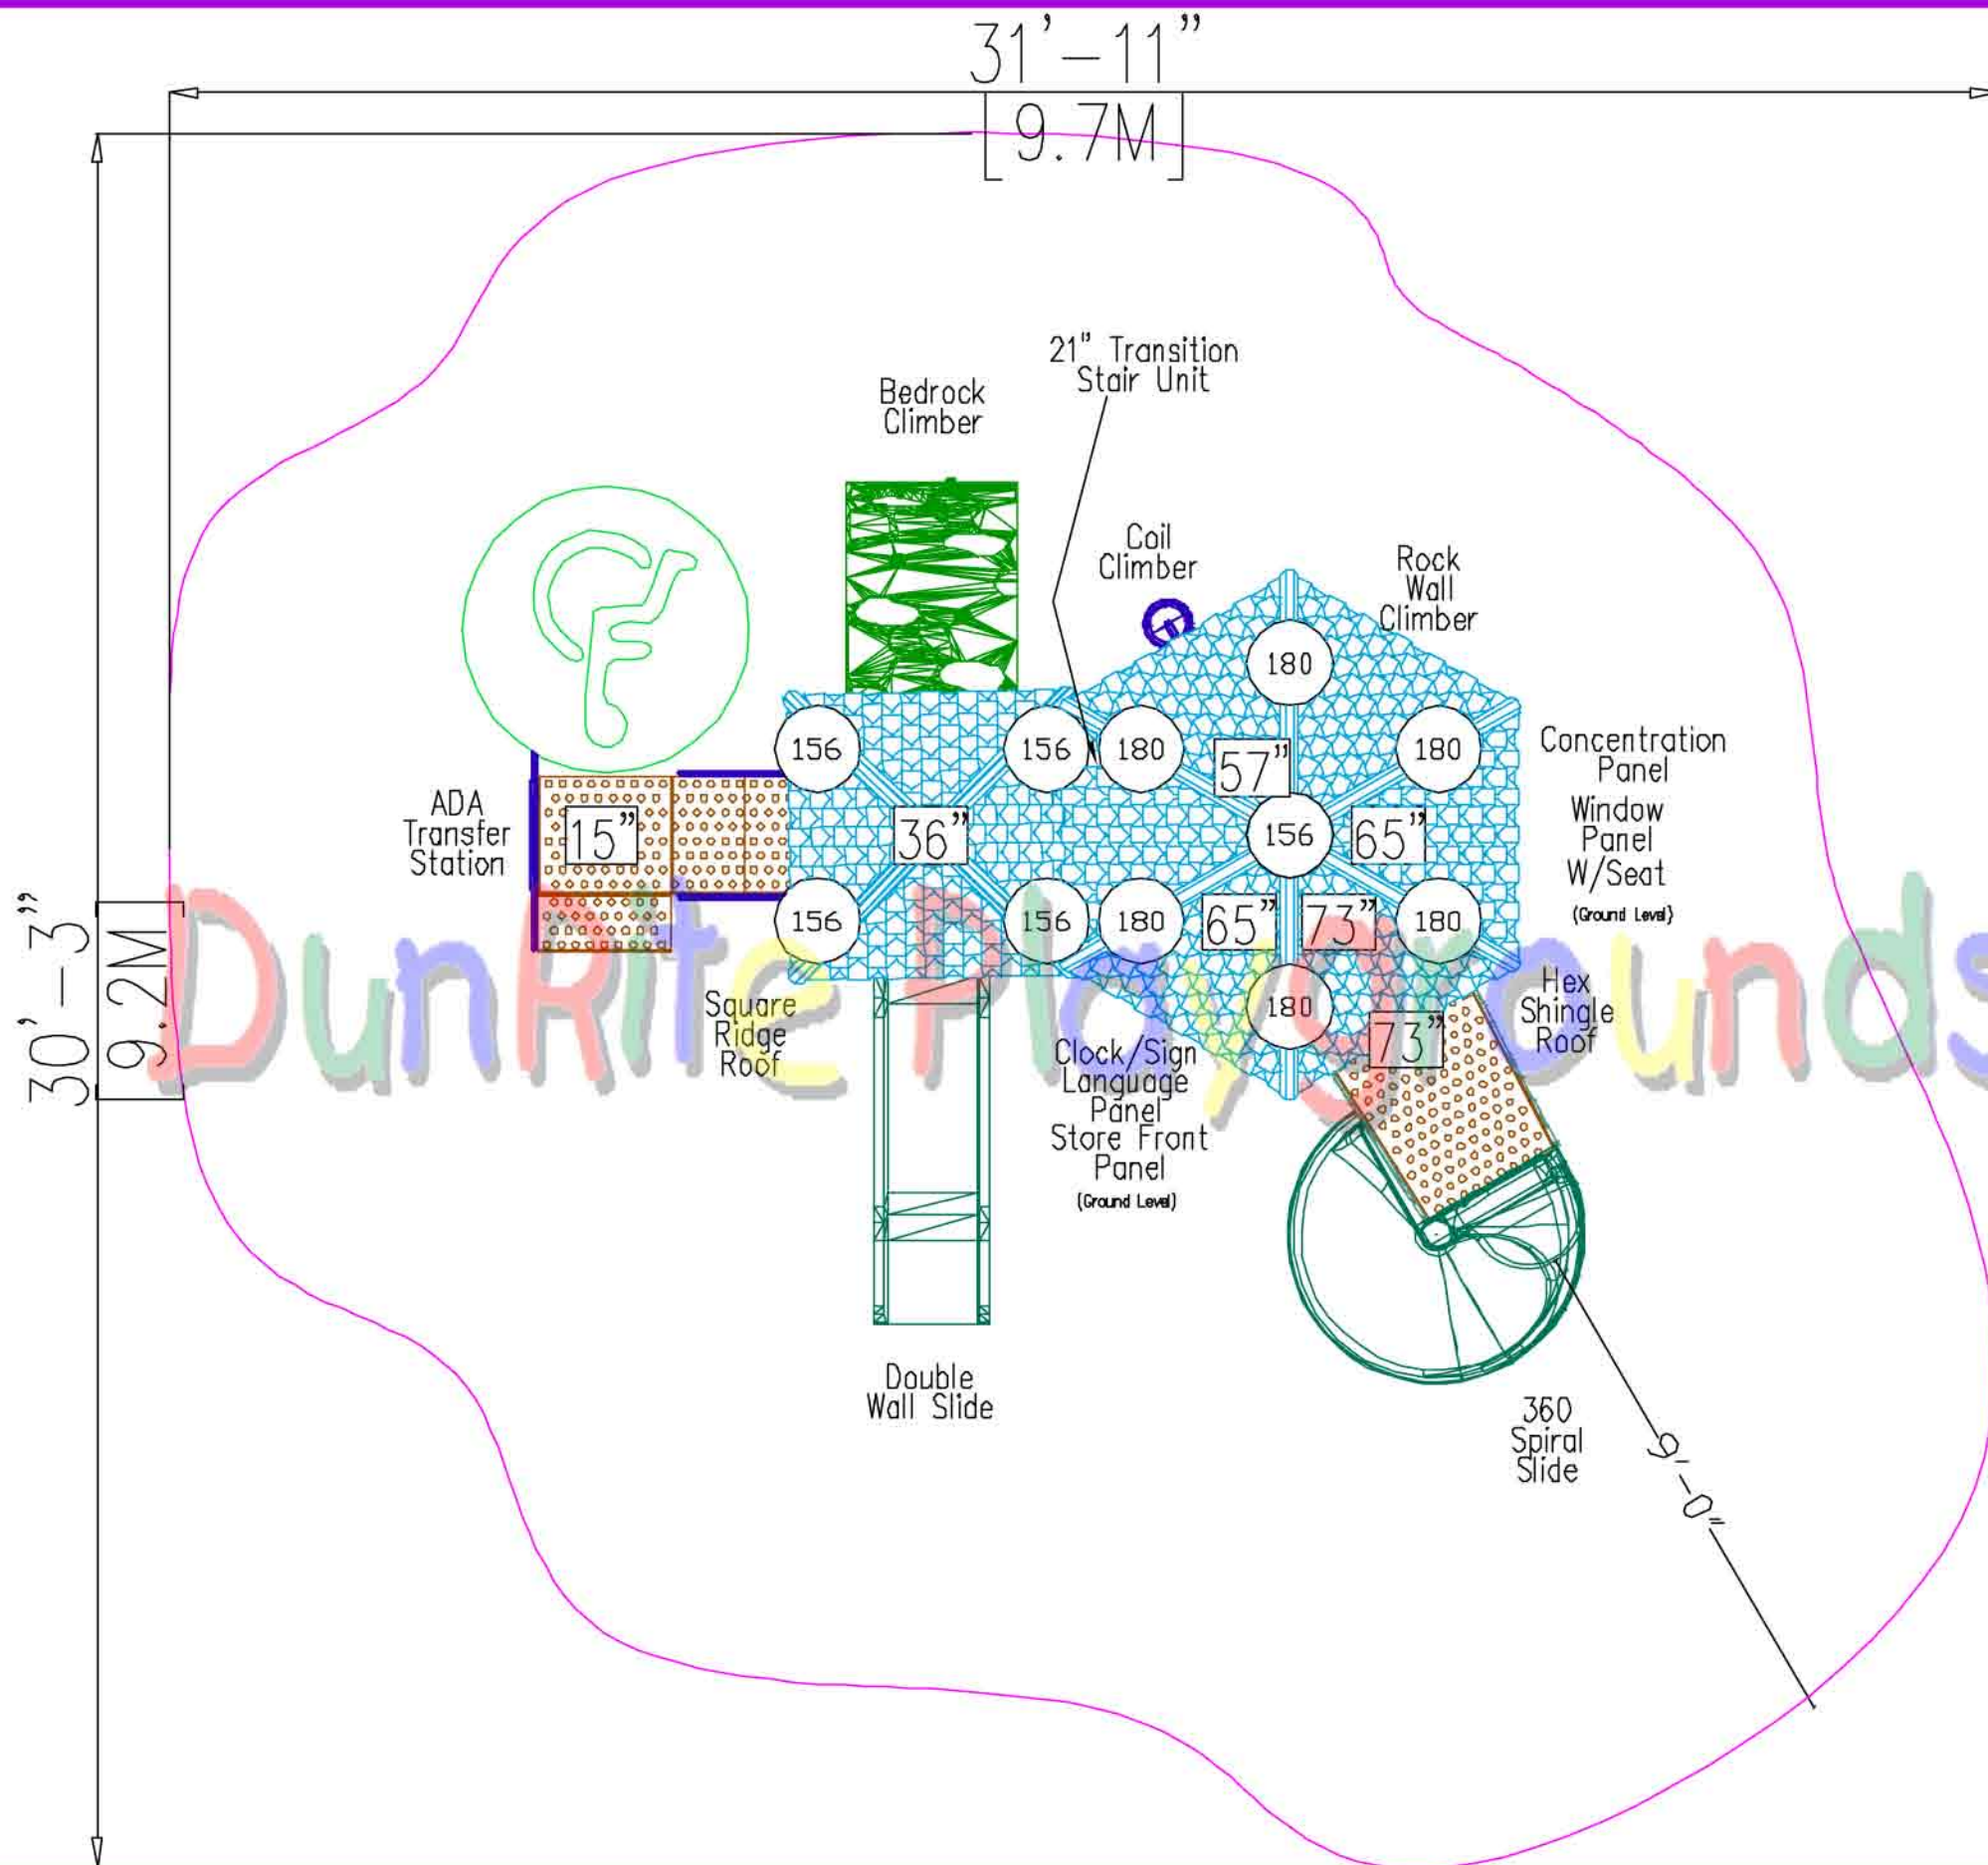 31'-11"
[9.7M]
21" Transition
Stair Unit
Bedrock
Climber
Coil
Climber
Rock
Wall
Climber
180
156
156
180
180
57"
Concentration
Panel
Window
Panel
W/Seat
(Ground Level)
ADA
Transfer
Station
15"
36"
156
65"
30'-3"
9.2M
156
156
180
65"
73"
180
DunRite Playgrounds
Square
Ridge
Roof
180
73"
Hex
Shingle
Roof
Clock/Sign
Language
Panel
Store Front
Panel
(Ground Level)
Double
Wall Slide
360
Spiral
Slide
9'-0"